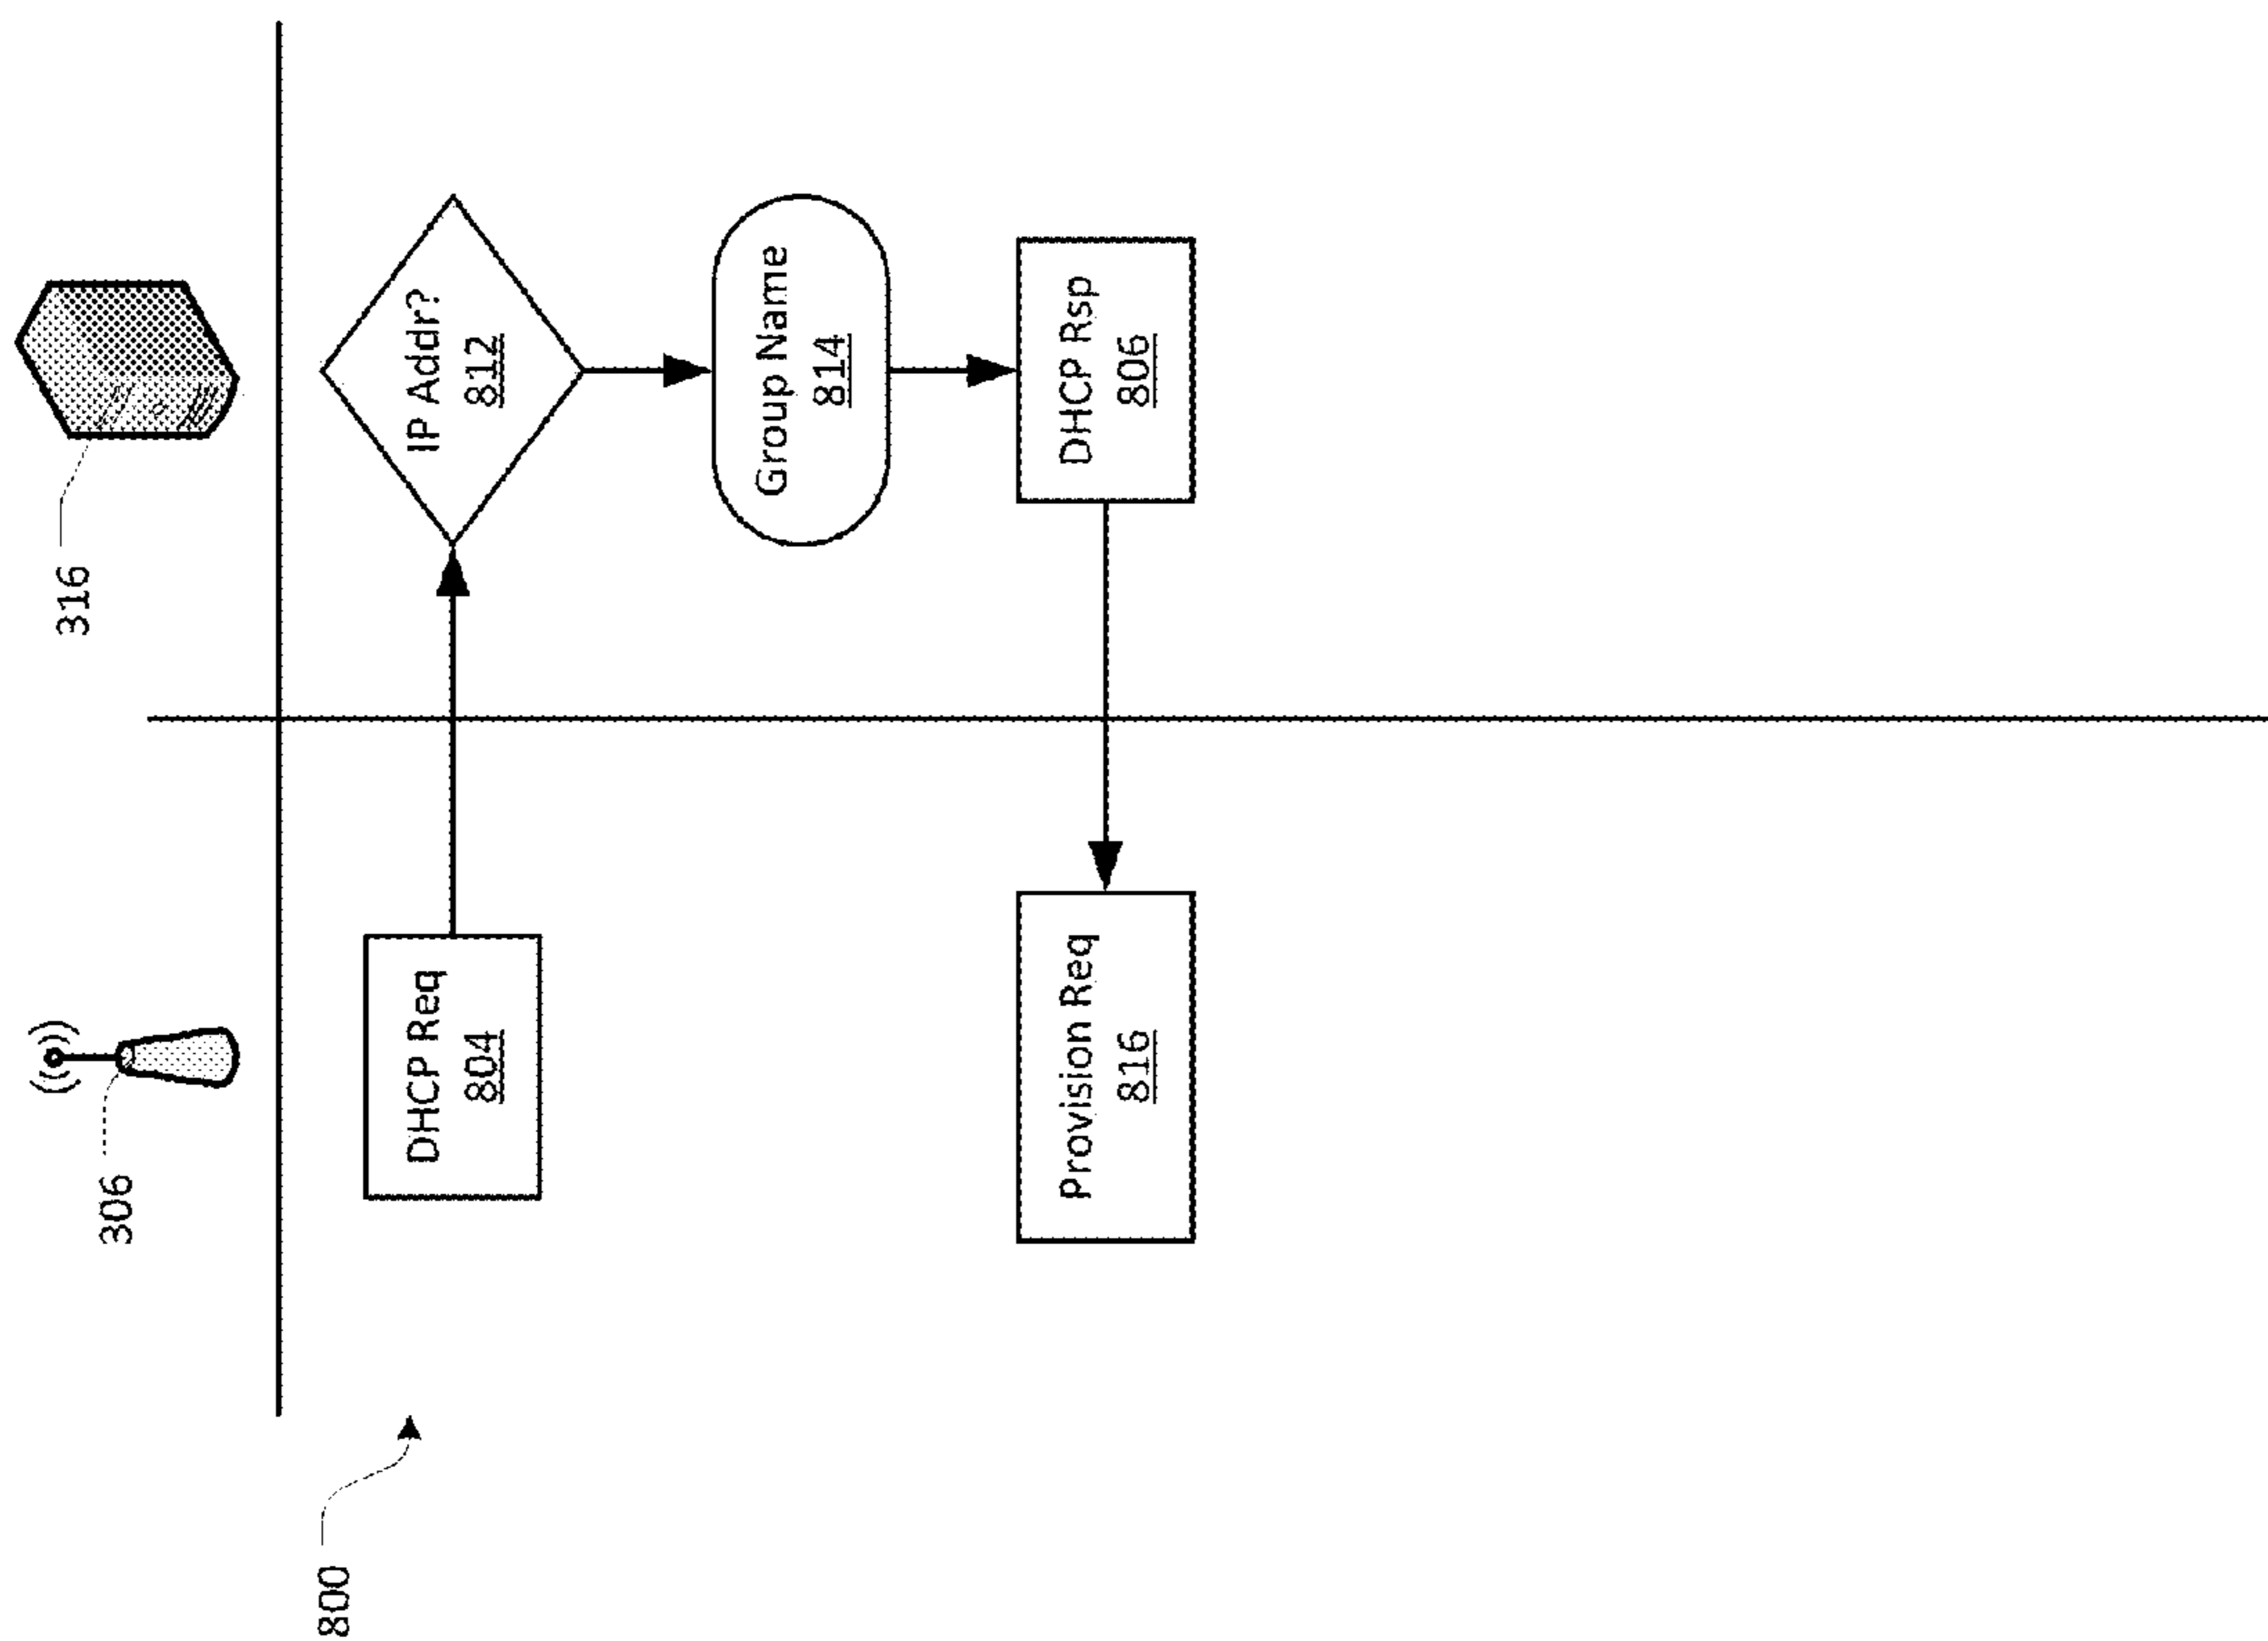 306
316
800
DHCP Req
804
IP Addr?
812
Group Name
814
DHCP Rsp
806
Provision Req
816